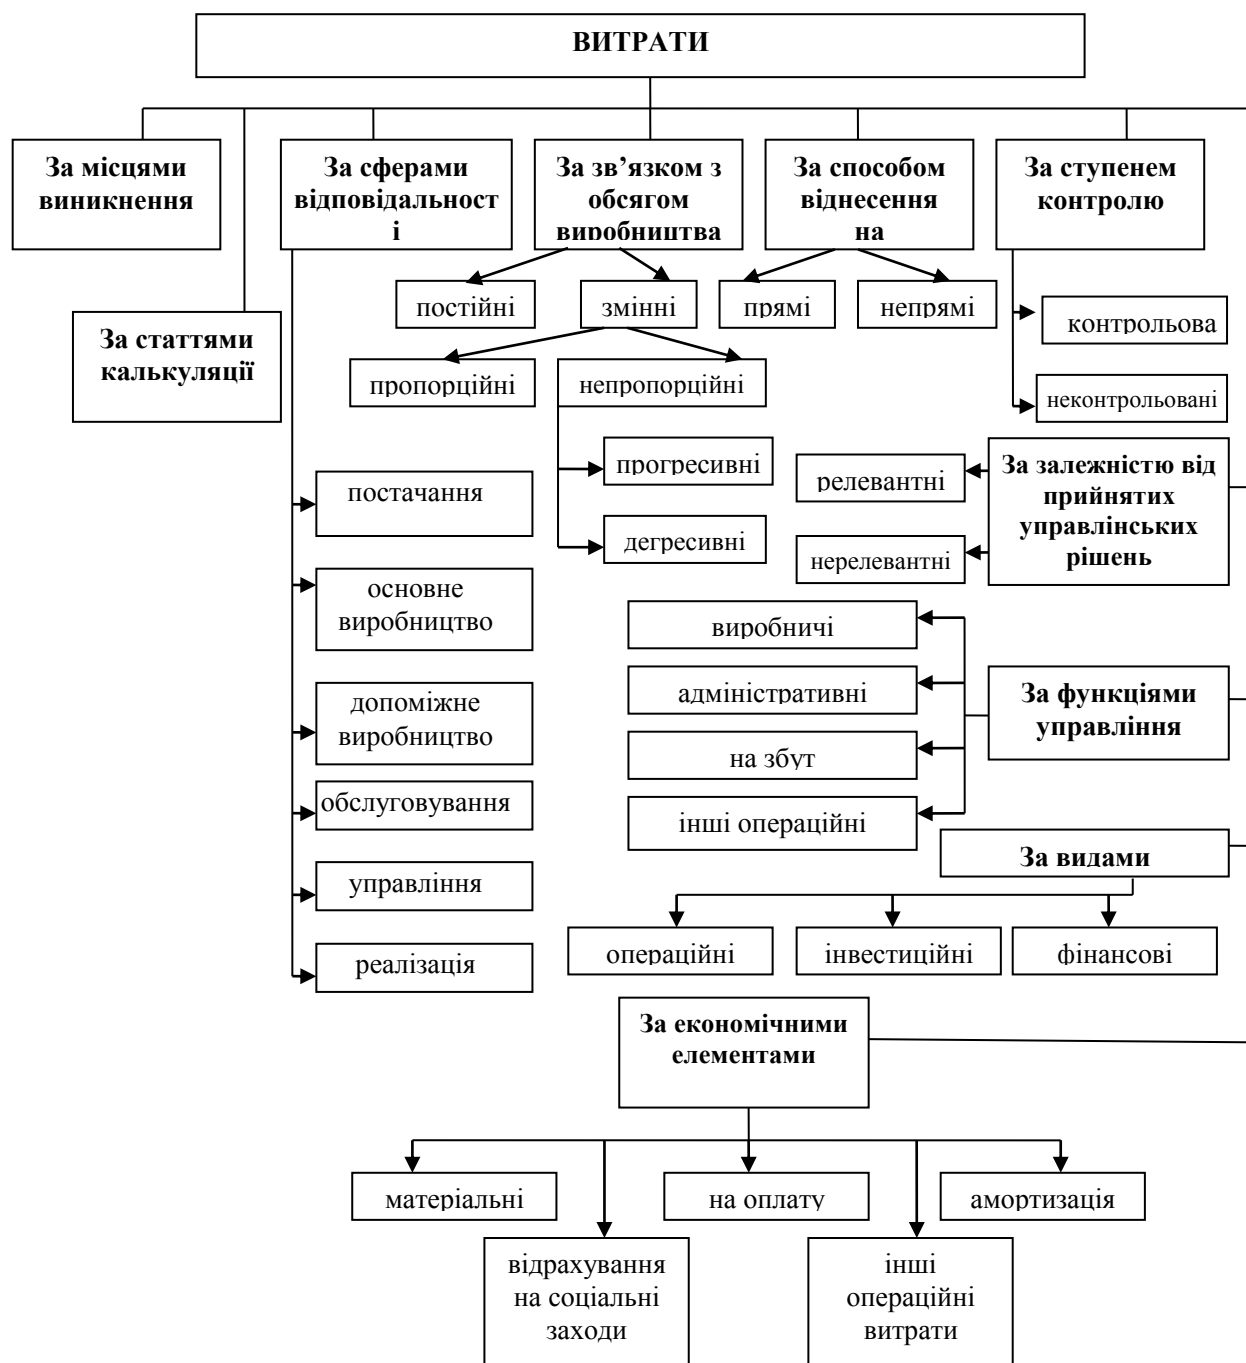 ВИТРАТИ
За місцями
виникнення
За сферами
відповідальност
і
За зв’язком з
обсягом
виробництва
За способом
віднесення
на
За ступенем
контролю
постійні
змінні
прямі
непрямі
контрольова
За статтями
калькуляції
пропорційні
непропорційні
неконтрольовані
прогресивні
релевантні
За залежністю від
прийнятих
управлінських
рішень
постачання
дегресивні
нерелевантні
основне
виробництво
виробничі
адміністративні
За функціями
управління
допоміжне
виробництво
на збут
обслуговування
інші операційні
За видами
управління
операційні
інвестиційні
фінансові
реалізація
За економічними
елементами
матеріальні
на оплату
амортизація
відрахування
на соціальні
заходи
інші
операційні
витрати